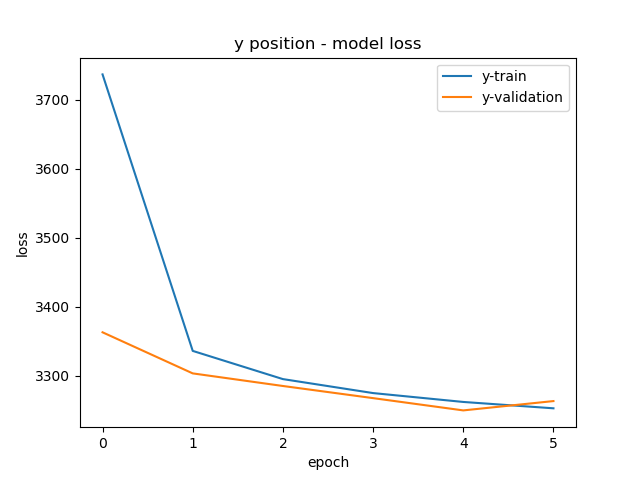 y position - model loss
y-train
y-validation
3700
3600
3500
3400
3300
loss
0 1 2 3 4 5
epoch